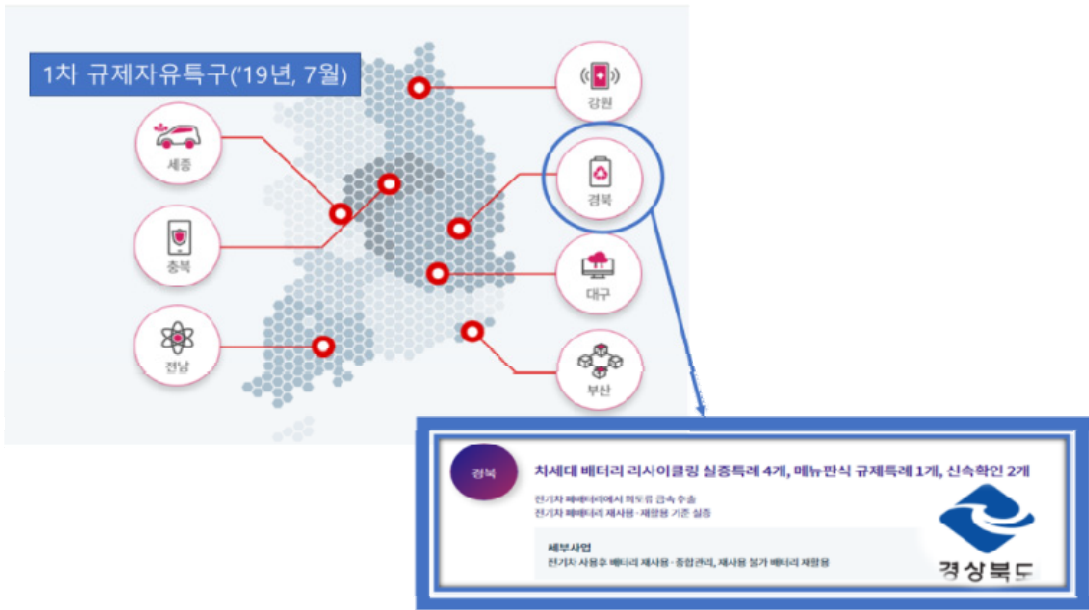 1차 규제자유특구('19년, 7월)
강원
세종
경북
충북
대구
전남
부산
경북
차세대 배터리 리사이클링 실증특례 4개, 메뉴판식 규제특례 1개, 신속확인 2개
전기차 폐배터리에서 희토류 금속 추출
전기차 폐배터리 재사용·재활용 기준 실증
세부사업
전기차 사용후 배터리 재사용·종합관리, 재사용 불가 배터리 재활용
경상북도